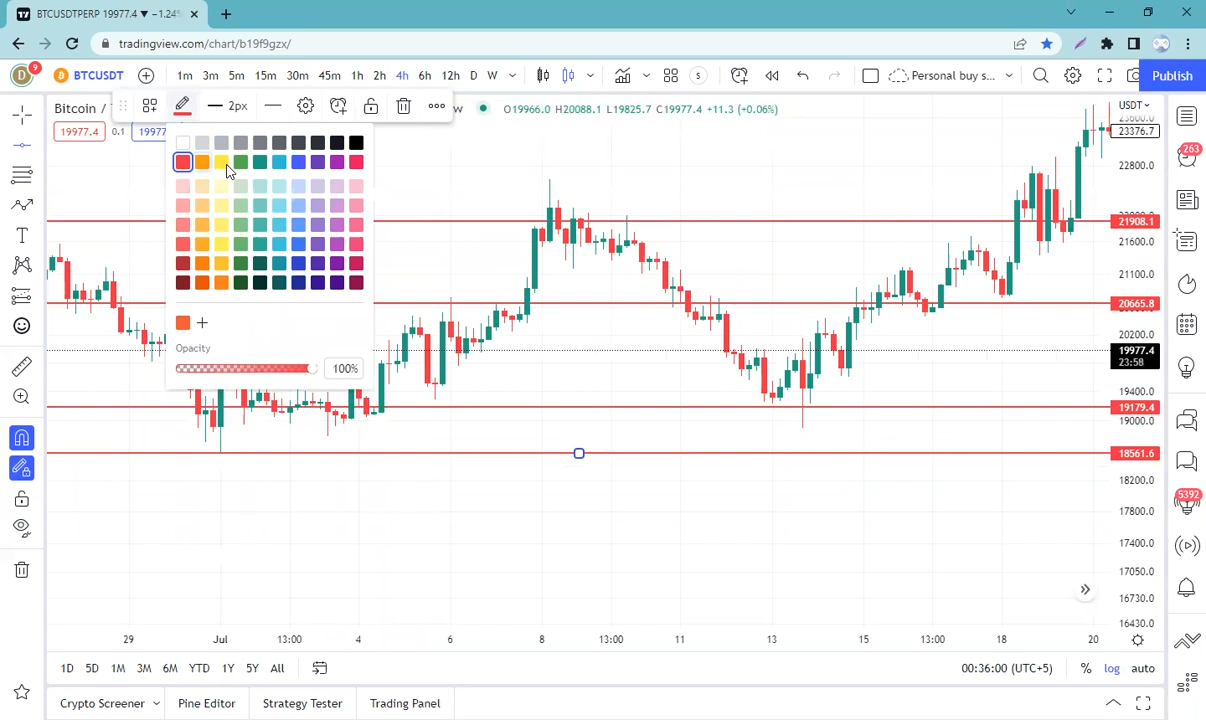 BTCUSDTPERP 19977.4 ▼ −1.24%
tradingview.com/chart/b19f9gzx/
D 9 BTCUSDT 1m 3m 5m 15m 30m 45m 1h 2h 4h 6h 12h D W S Personal buy s... Publish
Bitcoin / 2px O19966.0 H20088.1 L19825.7 C19977.4 +11.3 (+0.06%) USDT
19977.4 0.1
23376.7
22800.0
21908.1
21600.0
21100.0
20665.8
20200.0
19977.4
23:58
19400.0
19179.4
19000.0
18561.6
18200.0
17800.0
17400.0
17050.0
16730.0
16430.0
263
5392
Opacity
100%
29 Jul 13:00 4 6 8 13:00 11 13 15 13:00 18 20
1D 5D 1M 3M 6M YTD 1Y 5Y All 00:36:00 (UTC+5) % log auto
Crypto Screener Pine Editor Strategy Tester Trading Panel